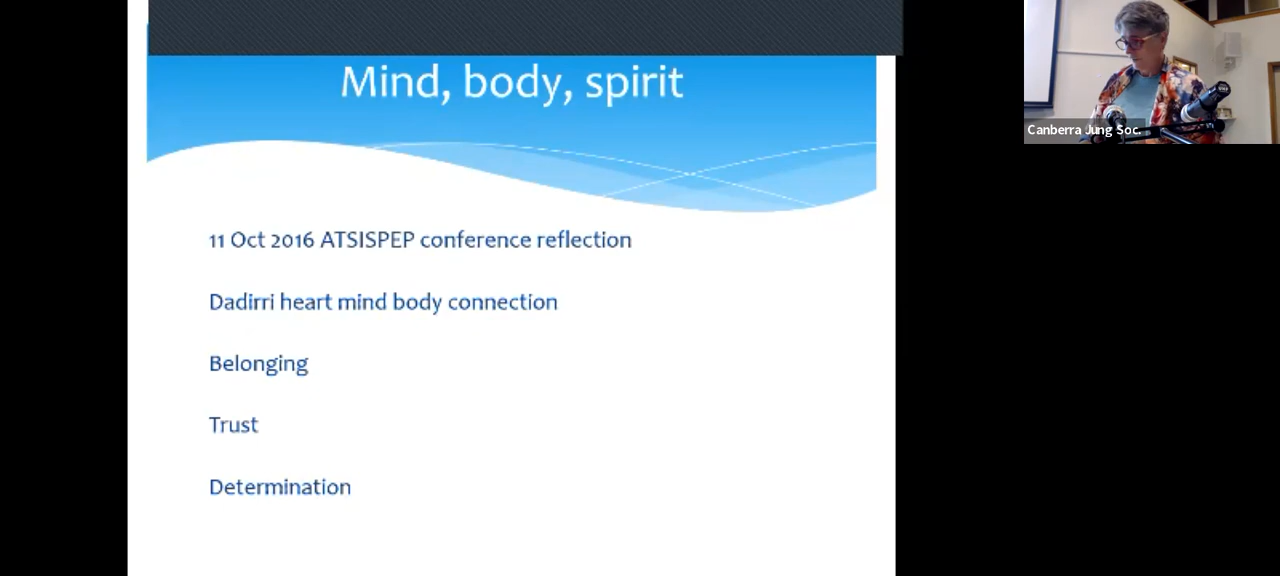 Mind, body, spirit
11 Oct 2016 ATSISPEP conference reflection
Dadirri heart mind body connection
Belonging
Trust
Determination
Canberra Jung Soc.